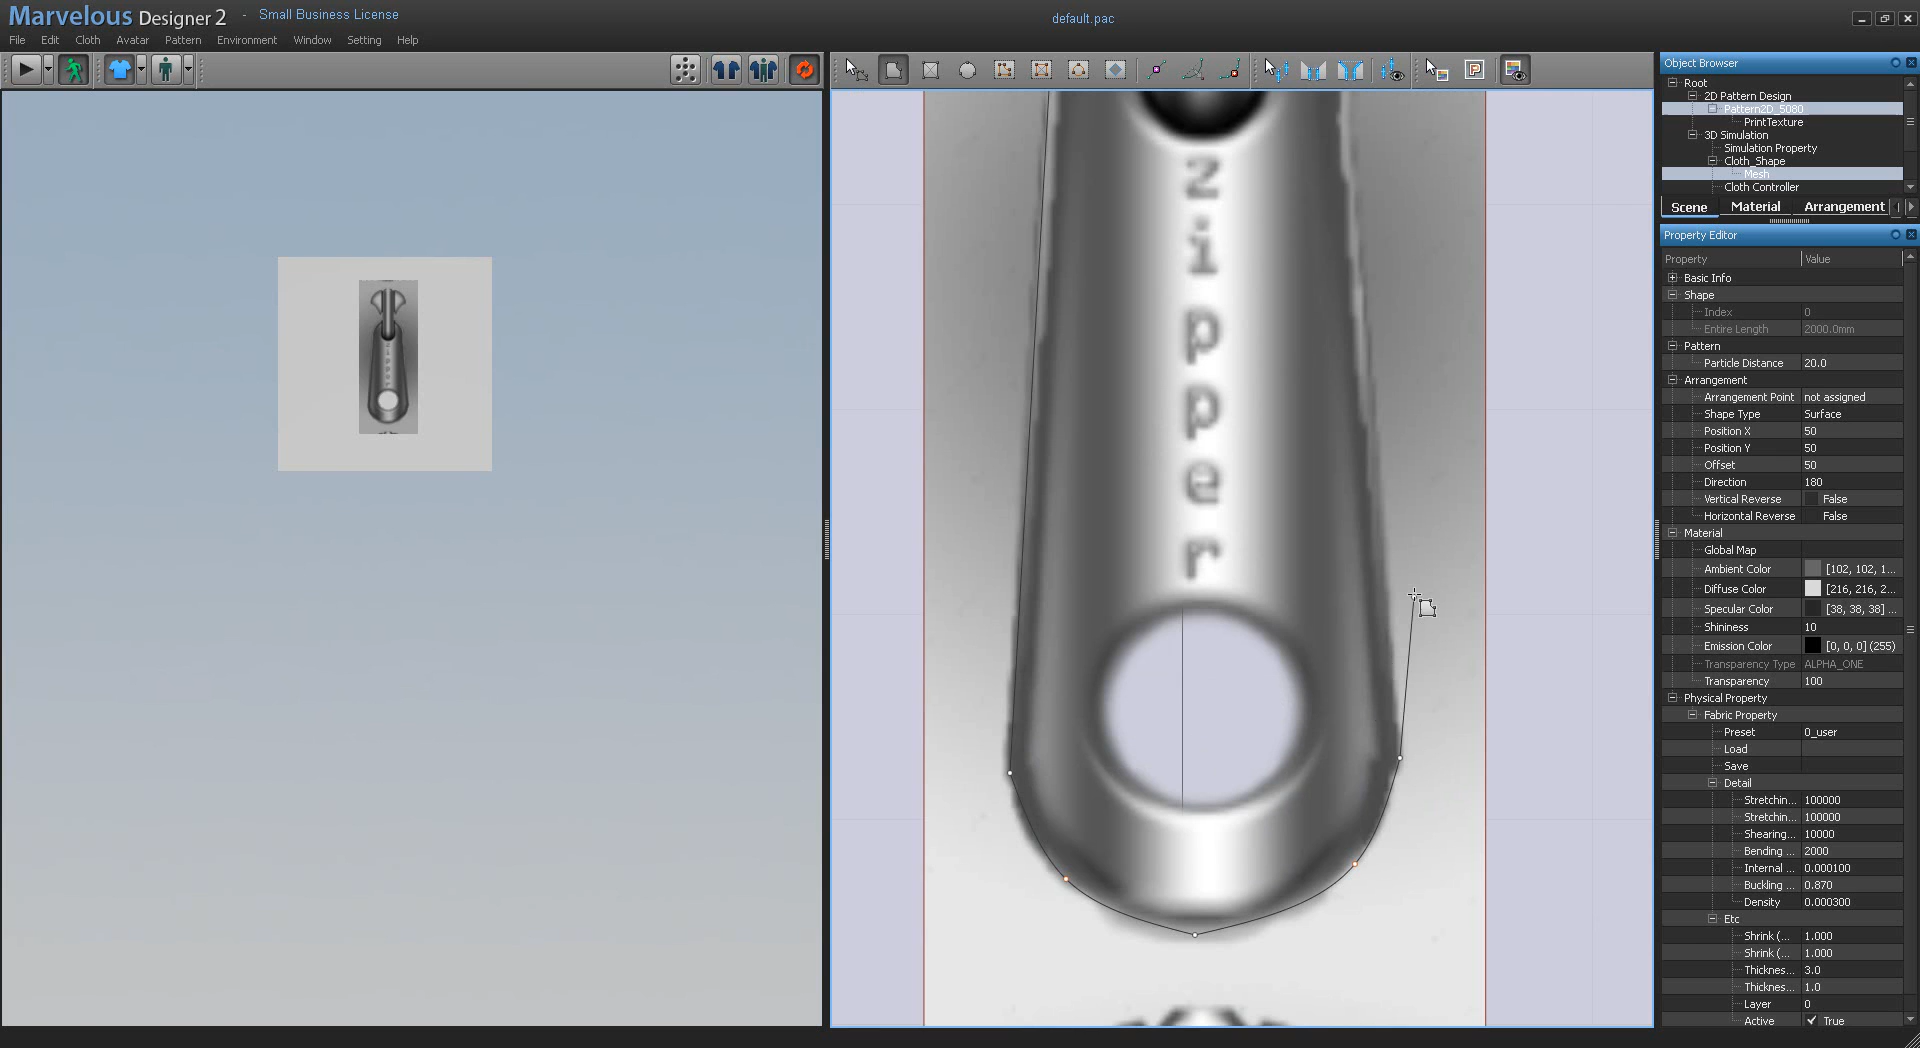 Marvelous Designer 2 - Small Business License
default.pac
File Edit Cloth Avatar Pattern Environment Window Setting Help
Object Browser
Root
2D Pattern Design
Pattern2D_5080
PrintTexture
3D Simulation
Simulation Property
Cloth_Shape
Mesh
Cloth Controller
Scene Material Arrangement
Property Editor
Property Value
Basic Info
Shape
Index 0
Entire Length 2000.0mm
Pattern
Particle Distance 20.0
Arrangement
Arrangement Point not assigned
Shape Type Surface
Position X 50
Position Y 50
Offset 50
Direction 180
Vertical Reverse False
Horizontal Reverse False
Material
Global Map
Ambient Color [102, 102, 1...
Diffuse Color [216, 216, 2...
Specular Color [38, 38, 38] ...
Shininess 10
Emission Color [0, 0, 0] (255)
Transparency Type ALPHA_ONE
Transparency 100
Physical Property
Fabric Property
Preset 0_user
Load
Save
Detail
Stretchin... 100000
Stretchin... 100000
Shearing... 10000
Bending ... 2000
Internal ... 0.000100
Buckling ... 0.870
Density 0.000300
Etc
Shrink (... 1.000
Shrink (... 1.000
Thicknes... 3.0
Thicknes... 1.0
Layer 0
Active True
zipper
P